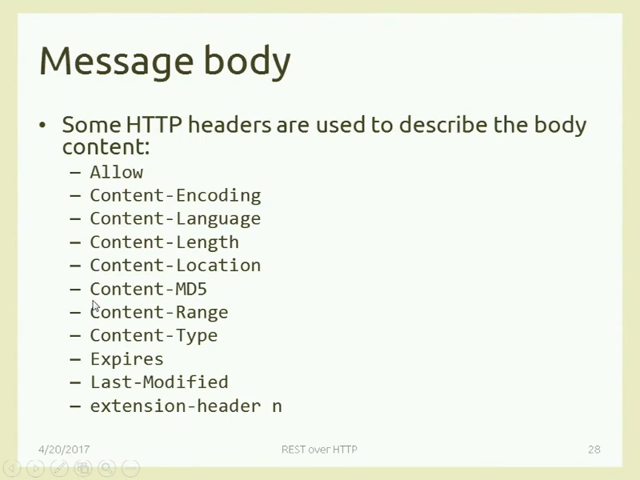 Message body
• Some HTTP headers are used to describe the body
content:
– Allow
– Content-Encoding
– Content-Language
– Content-Length
– Content-Location
– Content-MD5
– Content-Range
– Content-Type
– Expires
– Last-Modified
– extension-header n
4/20/2017 REST over HTTP 28